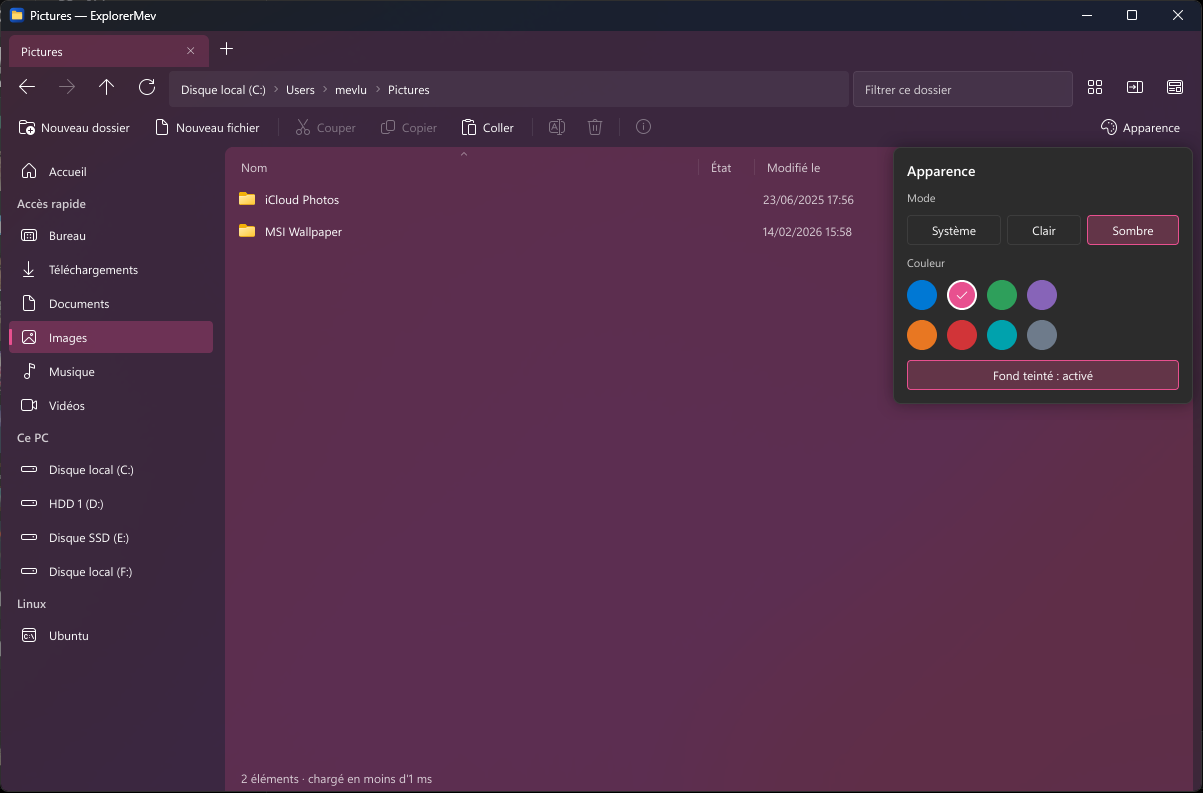 Pictures — ExplorerMev
Pictures
Disque local (C:) > Users > mevlu > Pictures
Filtrer ce dossier
Nouveau dossier
Nouveau fichier
Couper
Copier
Coller
Apparence
Accueil
Accès rapide
Bureau
Téléchargements
Documents
Images
Musique
Vidéos
Ce PC
Disque local (C:)
HDD 1 (D:)
Disque SSD (E:)
Disque local (F:)
Linux
Ubuntu
Nom
État
Modifié le
iCloud Photos
23/06/2025 17:56
MSI Wallpaper
14/02/2026 15:58
Apparence
Mode
Système
Clair
Sombre
Couleur
Fond teinté : activé
2 éléments · chargé en moins d'1 ms